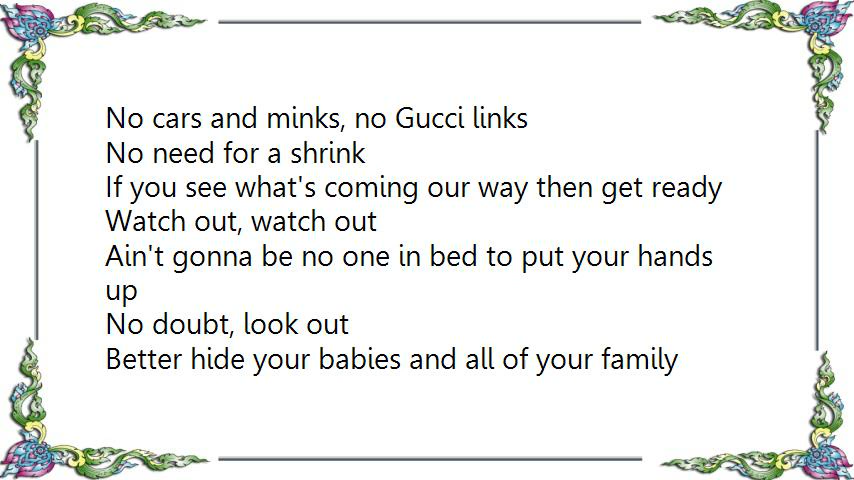 No cars and minks, no Gucci links
No need for a shrink
If you see what's coming our way then get ready
Watch out, watch out
Ain't gonna be no one in bed to put your hands
up
No doubt, look out
Better hide your babies and all of your family